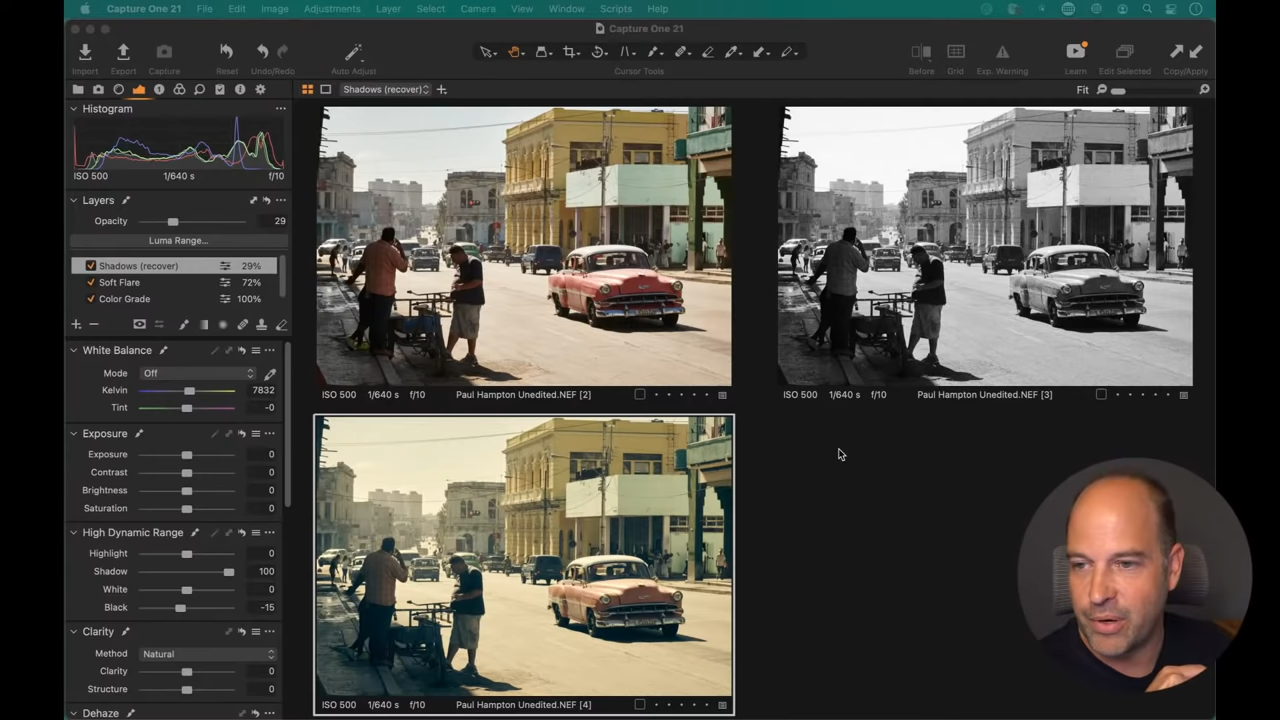 Capture One 21 File Edit Image Adjustments Layer Select Camera View Window Scripts Help
Capture One 21
Import Export Capture Reset Undo/Redo Auto Adjust Cursor Tools Before Grid Exp. Warning Learn Edit Selected Copy/Apply
Shadows (recover) Fit
Histogram
ISO 500 1/640 s f/10
Layers
Opacity 29
Luma Range...
Shadows (recover) 29%
Soft Flare 72%
Color Grade 100%
White Balance
Mode Off
Kelvin 7832
Tint -0
Exposure
Exposure 0
Contrast 0
Brightness 0
Saturation 0
High Dynamic Range
Highlight 0
Shadow 100
White 0
Black -15
Clarity
Method Natural
Clarity 0
Structure 0
Dehaze
ISO 500 1/640 s f/10 Paul Hampton Unedited.NEF [2]
ISO 500 1/640 s f/10 Paul Hampton Unedited.NEF [3]
ISO 500 1/640 s f/10 Paul Hampton Unedited.NEF [4]